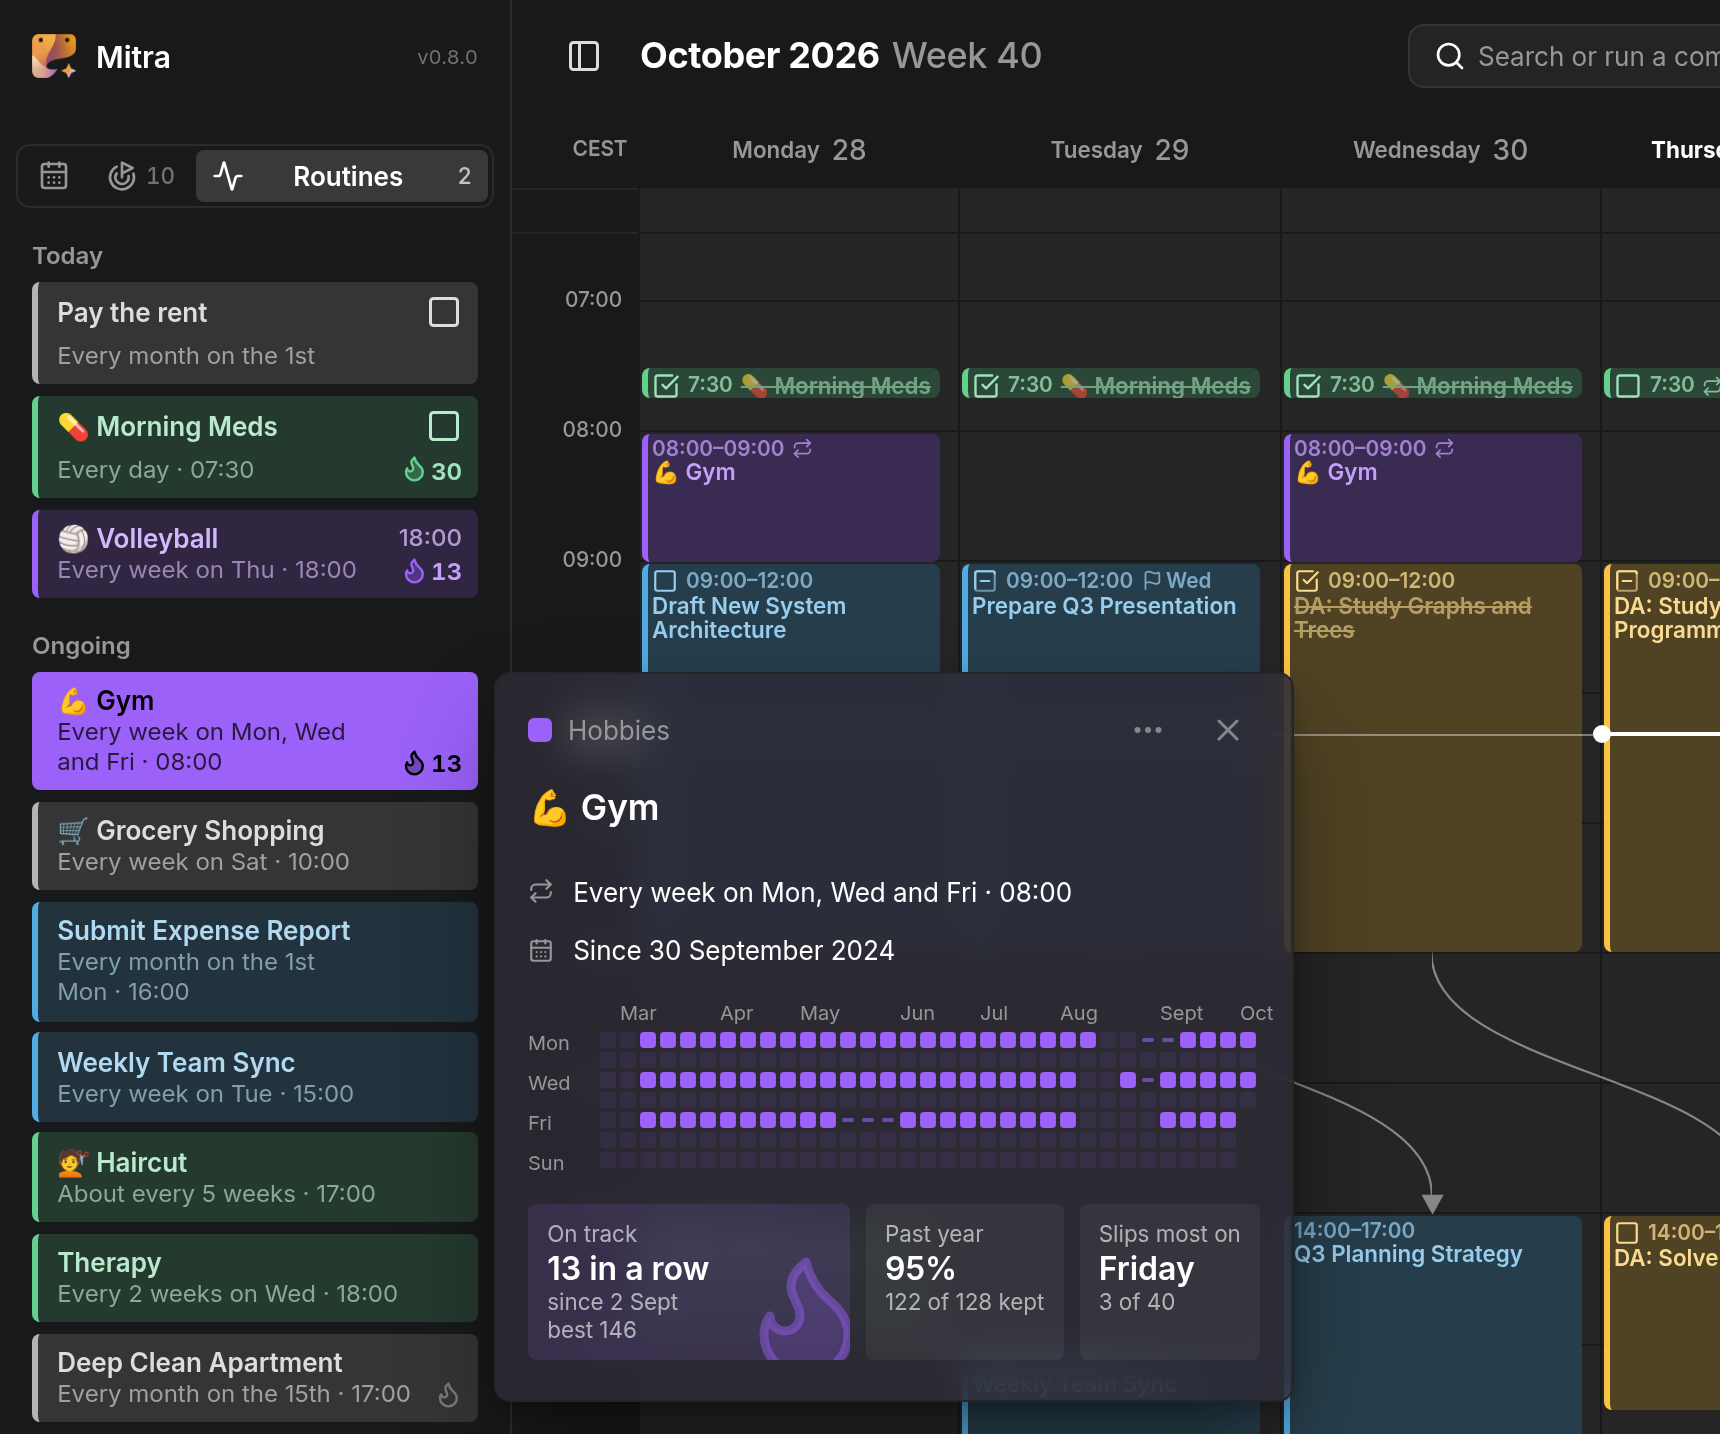 Mitra
v0.8.0
October 2026 Week 40
Search or run a com
10
Routines
2
CEST
Monday 28
Tuesday 29
Wednesday 30
Thurs
Today
Pay the rent
Every month on the 1st
💊 Morning Meds
Every day · 07:30
30
🏐 Volleyball
18:00
Every week on Thu · 18:00
13
Ongoing
💪 Gym
Every week on Mon, Wed
and Fri · 08:00
13
🛒 Grocery Shopping
Every week on Sat · 10:00
Submit Expense Report
Every month on the 1st
Mon · 16:00
Weekly Team Sync
Every week on Tue · 15:00
💇 Haircut
About every 5 weeks · 17:00
Therapy
Every 2 weeks on Wed · 18:00
Deep Clean Apartment
Every month on the 15th · 17:00
07:00
08:00
09:00
7:30 💊 Morning Meds
08:00–09:00
💪 Gym
09:00–12:00
Draft New System
Architecture
7:30 💊 Morning Meds
09:00–12:00 Wed
Prepare Q3 Presentation
7:30 💊 Morning Meds
08:00–09:00
💪 Gym
09:00–12:00
DA: Study Graphs and
Trees
14:00–17:00
Q3 Planning Strategy
7:30
09:00–
DA: Study
Programm
14:00–1
DA: Solve
Hobbies
💪 Gym
Every week on Mon, Wed and Fri · 08:00
Since 30 September 2024
Mar Apr May Jun Jul Aug Sept Oct
Mon
Wed
Fri
Sun
On track
13 in a row
since 2 Sept
best 146
Past year
95%
122 of 128 kept
Slips most on
Friday
3 of 40
Weekly Team Sync